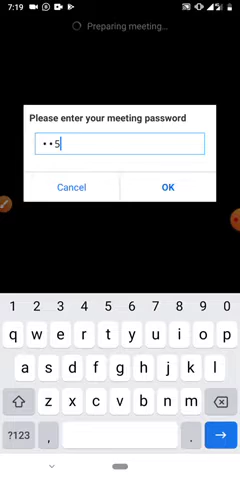 7:19
Preparing meeting...
Please enter your meeting password
••5
Cancel OK
1 2 3 4 5 6 7 8 9 0
q w e r t y u i o p
a s d f g h j k l
z x c v b n m
?123 , .